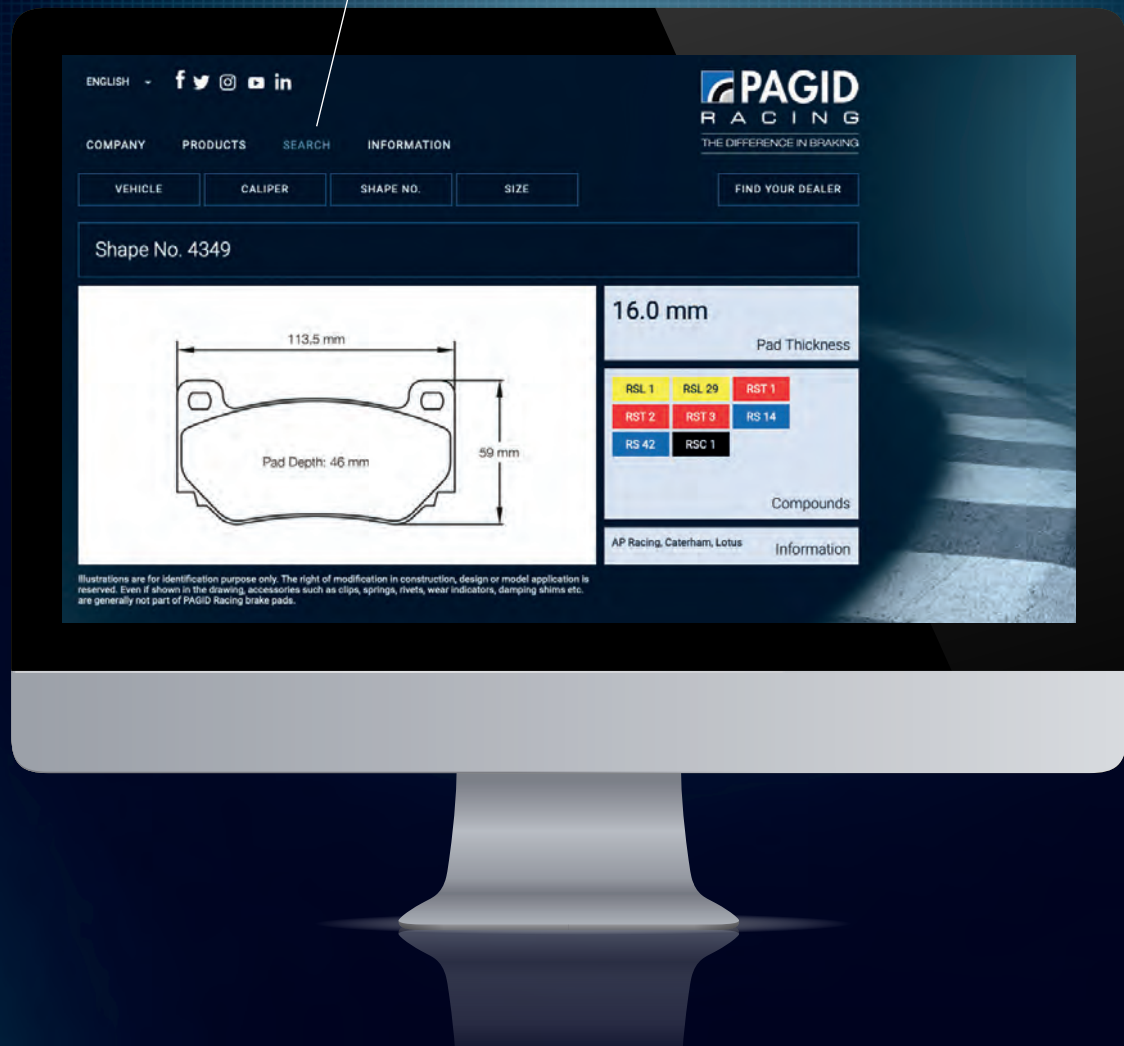 ENGLISH
PAGID
RACING
THE DIFFERENCE IN BRAKING
COMPANY PRODUCTS SEARCH INFORMATION
VEHICLE CALIPER SHAPE NO. SIZE FIND YOUR DEALER
Shape No. 4349
113,5 mm
Pad Depth: 46 mm
59 mm
16.0 mm
Pad Thickness
RSL 1 RSL 29 RST 1
RST 2 RST 3 RS 14
RS 42 RSC 1
Compounds
AP Racing, Caterham, Lotus Information
Illustrations are for identification purpose only. The right of modification in construction, design or model application is
reserved. Even if shown in the drawing, accessories such as clips, springs, rivets, wear indicators, damping shims etc.
are generally not part of PAGID Racing brake pads.